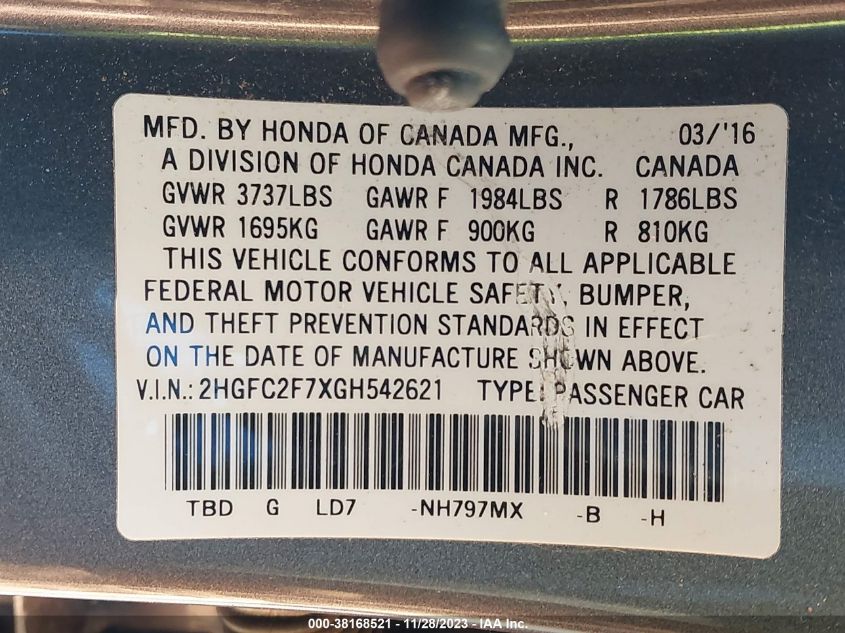 MFD. BY HONDA OF CANADA MFG., 03/'16
A DIVISION OF HONDA CANADA INC. CANADA
GVWR 3737LBS GAWR F 1984LBS R 1786LBS
GVWR 1695KG GAWR F 900KG R 810KG
THIS VEHICLE CONFORMS TO ALL APPLICABLE
FEDERAL MOTOR VEHICLE SAFETY, BUMPER,
AND THEFT PREVENTION STANDARDS IN EFFECT
ON THE DATE OF MANUFACTURE SHOWN ABOVE.
V.I.N.: 2HGFC2F7XGH542621 TYPE: PASSENGER CAR
TBD G LD7 -NH797MX -B -H
000-38168521 - 11/28/2023 - IAA Inc.